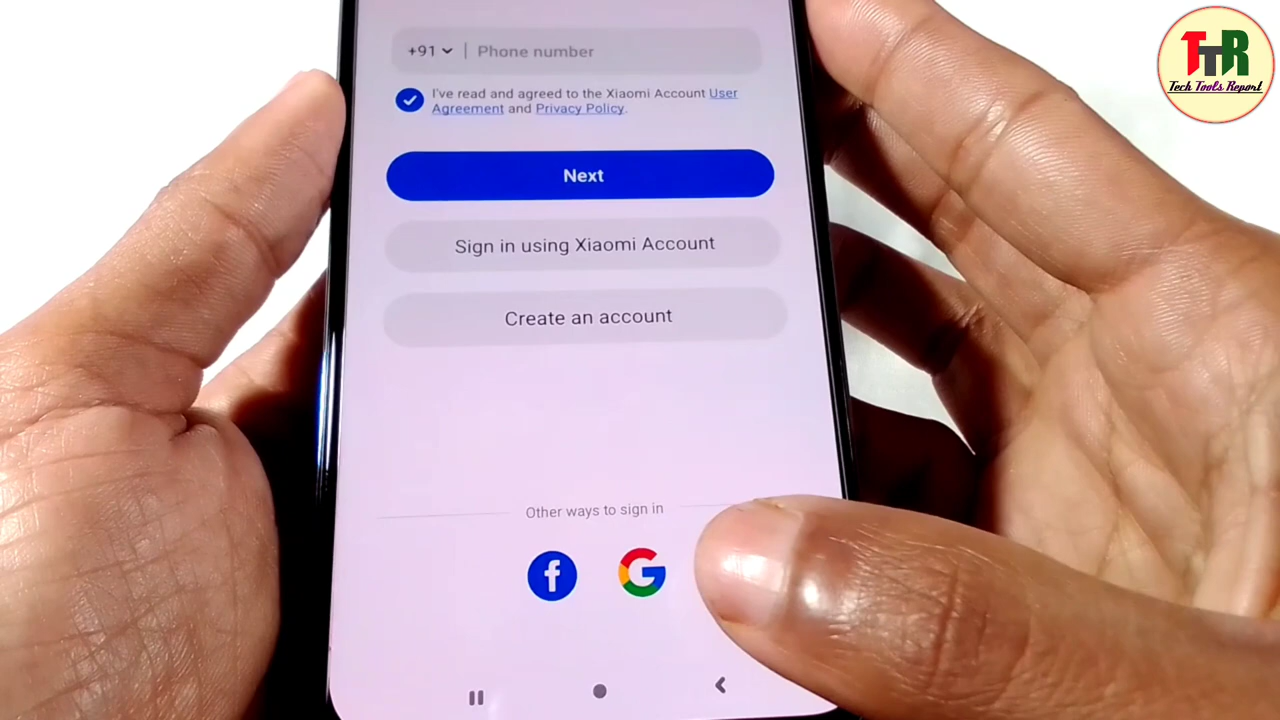 +91 | Phone number
I've read and agreed to the Xiaomi Account User
Agreement and Privacy Policy.
Next
Sign in using Xiaomi Account
Create an account
Other ways to sign in
TTR
Tech Tools Report